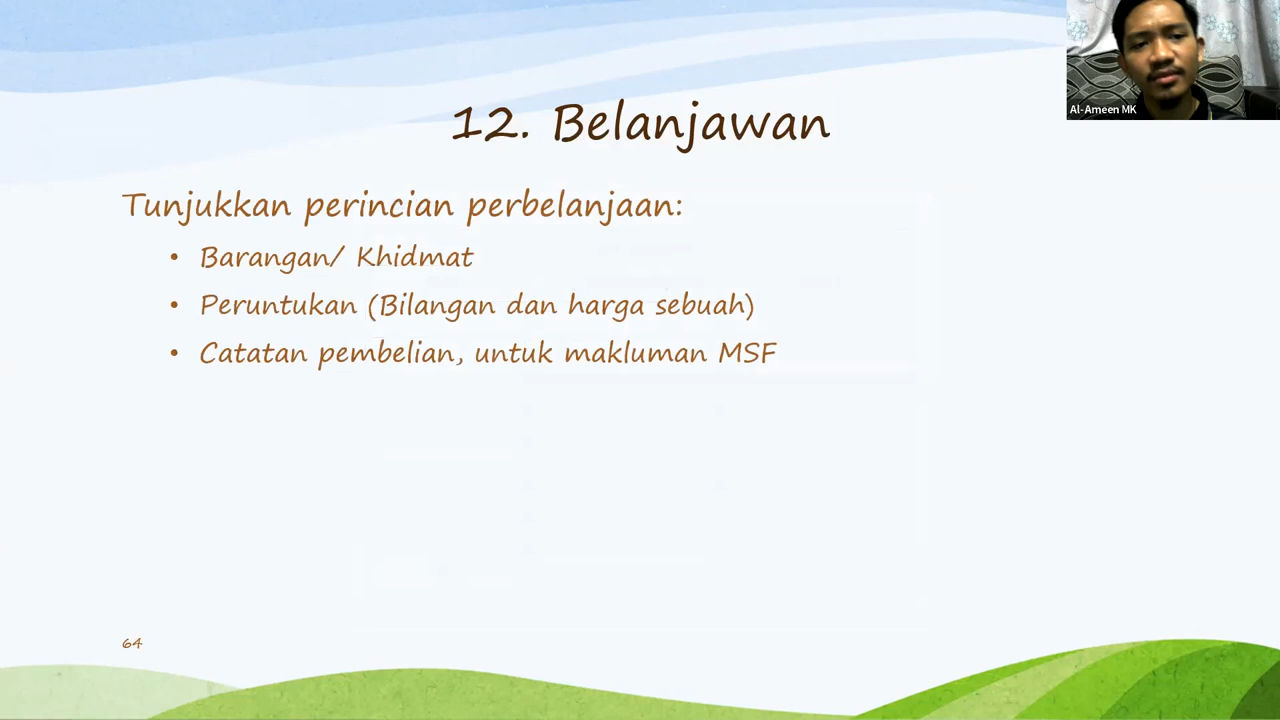 12. Belanjawan
Al-Ameen MK
Tunjukkan perincian perbelanjaan:
• Barangan/ Khidmat
• Peruntukan (Bilangan dan harga sebuah)
• Catatan pembelian, untuk makluman MSF
64